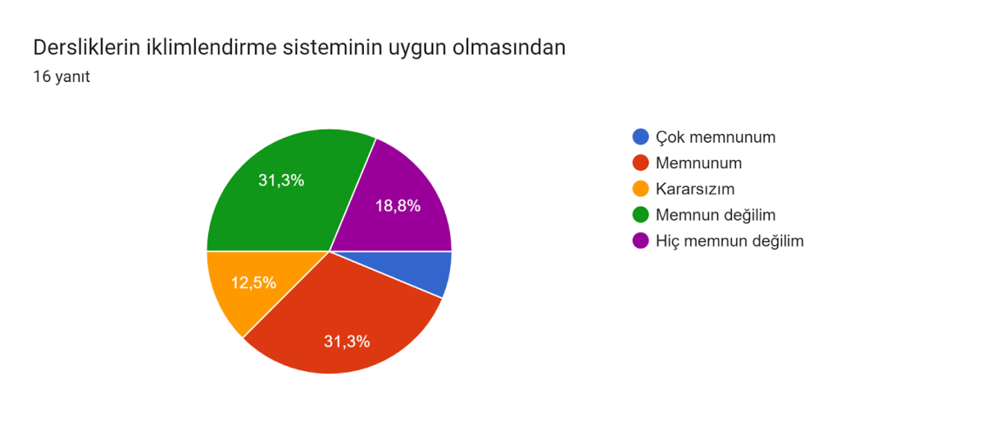 Dersliklerin iklimlendirme sisteminin uygun olmasından
16 yanıt
31,3%
18,8%
12,5%
31,3%
Çok memnunum
Memnunum
Kararsızım
Memnun değilim
Hiç memnun değilim